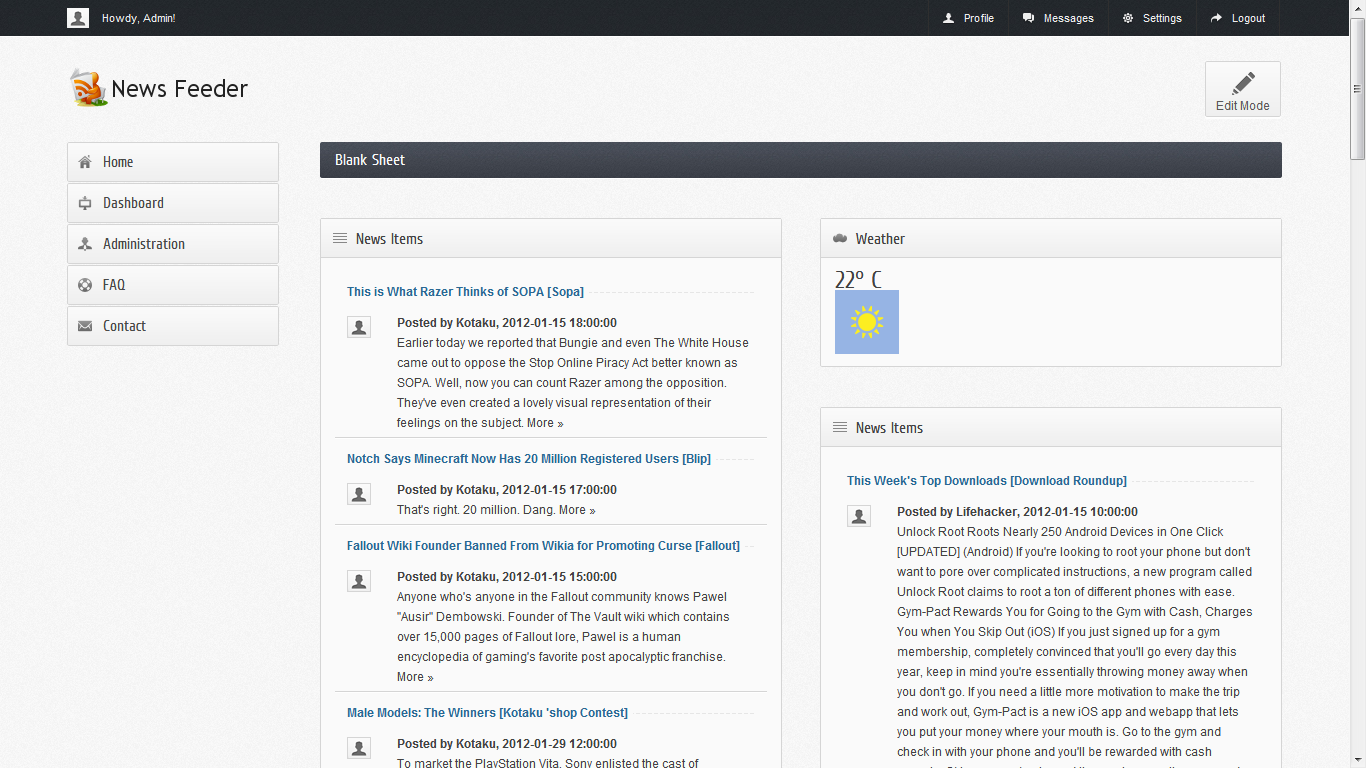 Howdy, Admin!
Profile
Messages
Settings
Logout
News Feeder
Edit Mode
Home
Dashboard
Administration
FAQ
Contact
Blank Sheet
News Items
This is What Razer Thinks of SOPA [Sopa]
Posted by Kotaku, 2012-01-15 18:00:00
Earlier today we reported that Bungie and even The White House
came out to oppose the Stop Online Piracy Act better known as
SOPA. Well, now you can count Razer among the opposition.
They've even created a lovely visual representation of their
feelings on the subject. More »
Notch Says Minecraft Now Has 20 Million Registered Users [Blip]
Posted by Kotaku, 2012-01-15 17:00:00
That's right. 20 million. Dang. More »
Fallout Wiki Founder Banned From Wikia for Promoting Curse [Fallout]
Posted by Kotaku, 2012-01-15 15:00:00
Anyone who's anyone in the Fallout community knows Pawel
"Ausir" Dembowski. Founder of The Vault wiki which contains
over 15,000 pages of Fallout lore, Pawel is a human
encyclopedia of gaming's favorite post apocalyptic franchise.
More »
Male Models: The Winners [Kotaku 'shop Contest]
Posted by Kotaku, 2012-01-29 12:00:00
To market the PlayStation Vita, Sony enlisted the cast of
Weather
22º C
News Items
This Week's Top Downloads [Download Roundup]
Posted by Lifehacker, 2012-01-15 10:00:00
Unlock Root Roots Nearly 250 Android Devices in One Click
[UPDATED] (Android) If you're looking to root your phone but don't
want to pore over complicated instructions, a new program called
Unlock Root claims to root a ton of different phones with ease.
Gym-Pact Rewards You for Going to the Gym with Cash, Charges
You when You Skip Out (iOS) If you just signed up for a gym
membership, completely convinced that you'll go every day this
year, keep in mind you're essentially throwing money away when
you don't go. If you need a little more motivation to make the trip
and work out, Gym-Pact is a new iOS app and webapp that lets
you put your money where your mouth is. Go to the gym and
check in with your phone and you'll be rewarded with cash